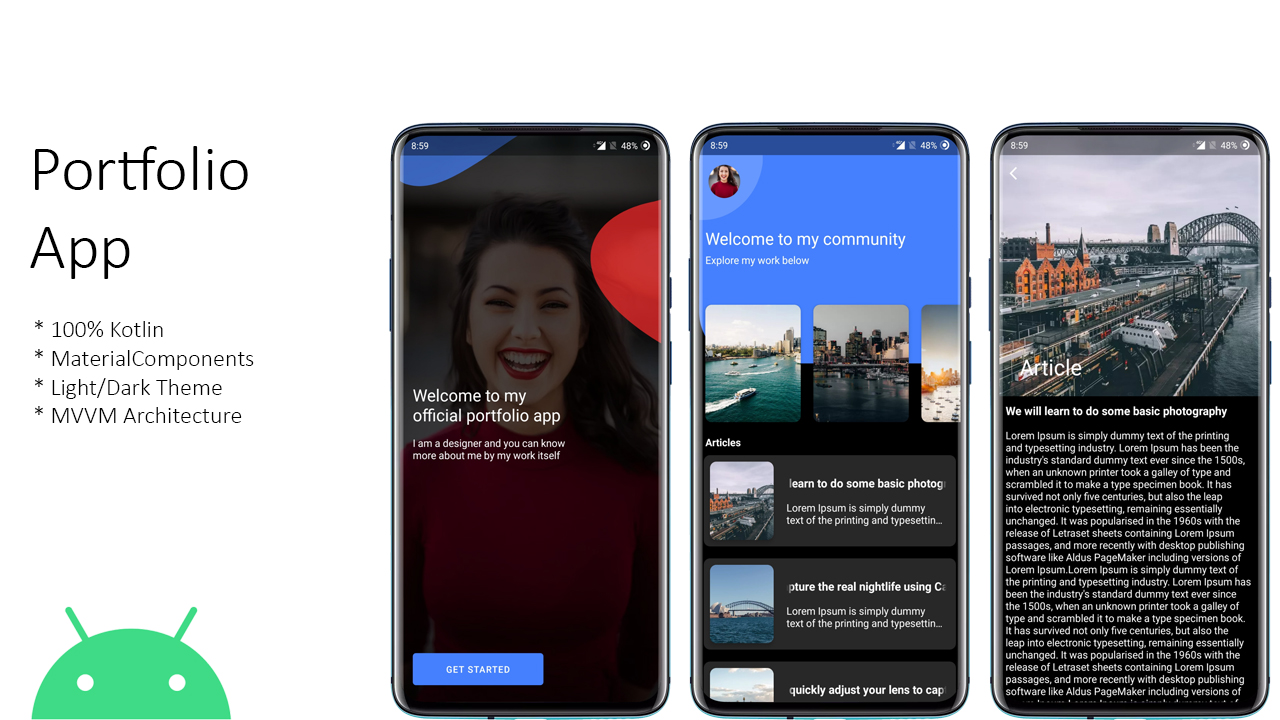 Portfolio
App
* 100% Kotlin
* MaterialComponents
* Light/Dark Theme
* MVVM Architecture
8:59
48%
Welcome to my
official portfolio app
I am a designer and you can know
more about me by my work itself
GET STARTED
8:59
48%
Welcome to my community
Explore my work below
Articles
learn to do some basic photog
Lorem Ipsum is simply dummy
text of the printing and typesettin...
pture the real nightlife using Ca
Lorem Ipsum is simply dummy
text of the printing and typesettin...
quickly adjust your lens to capt
8:59
48%
Article
We will learn to do some basic photography
Lorem Ipsum is simply dummy text of the printing
and typesetting industry. Lorem Ipsum has been the
industry's standard dummy text ever since the 1500s,
when an unknown printer took a galley of type and
scrambled it to make a type specimen book. It has
survived not only five centuries, but also the leap
into electronic typesetting, remaining essentially
unchanged. It was popularised in the 1960s with the
release of Letraset sheets containing Lorem Ipsum
passages, and more recently with desktop publishing
software like Aldus PageMaker including versions of
Lorem Ipsum.Lorem Ipsum is simply dummy text of
the printing and typesetting industry. Lorem Ipsum has
been the industry's standard dummy text ever since
the 1500s, when an unknown printer took a galley of
type and scrambled it to make a type specimen book.
It has survived not only five centuries, but also the
leap into electronic typesetting, remaining essentially
unchanged. It was popularised in the 1960s with the
release of Letraset sheets containing Lorem Ipsum
passages, and more recently with desktop publishing
software like Aldus PageMaker including versions of